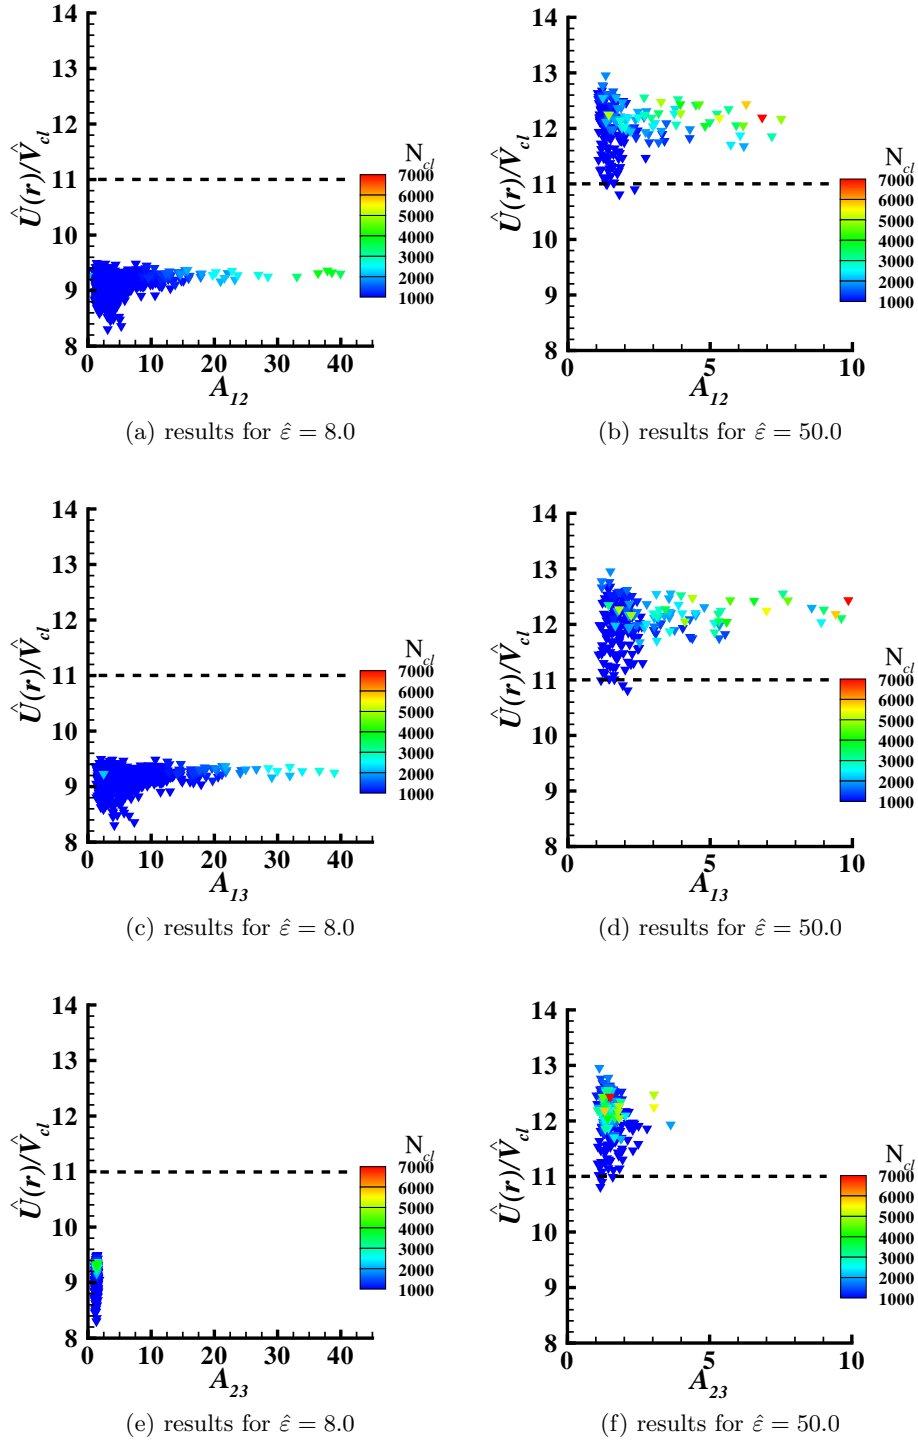 14
13
12
11
10
9
8
Û(r)/V̂cl
0 10 20 30 40
A12
Ncl
7000
6000
5000
4000
3000
2000
1000
(a) results for ε̂ = 8.0
14
13
12
11
10
9
8
Û(r)/V̂cl
0 5 10
A12
Ncl
7000
6000
5000
4000
3000
2000
1000
(b) results for ε̂ = 50.0
14
13
12
11
10
9
8
Û(r)/V̂cl
0 10 20 30 40
A13
Ncl
7000
6000
5000
4000
3000
2000
1000
(c) results for ε̂ = 8.0
14
13
12
11
10
9
8
Û(r)/V̂cl
0 5 10
A13
Ncl
7000
6000
5000
4000
3000
2000
1000
(d) results for ε̂ = 50.0
14
13
12
11
10
9
8
Û(r)/V̂cl
0 10 20 30 40
A23
Ncl
7000
6000
5000
4000
3000
2000
1000
(e) results for ε̂ = 8.0
14
13
12
11
10
9
8
Û(r)/V̂cl
0 5 10
A23
Ncl
7000
6000
5000
4000
3000
2000
1000
(f) results for ε̂ = 50.0